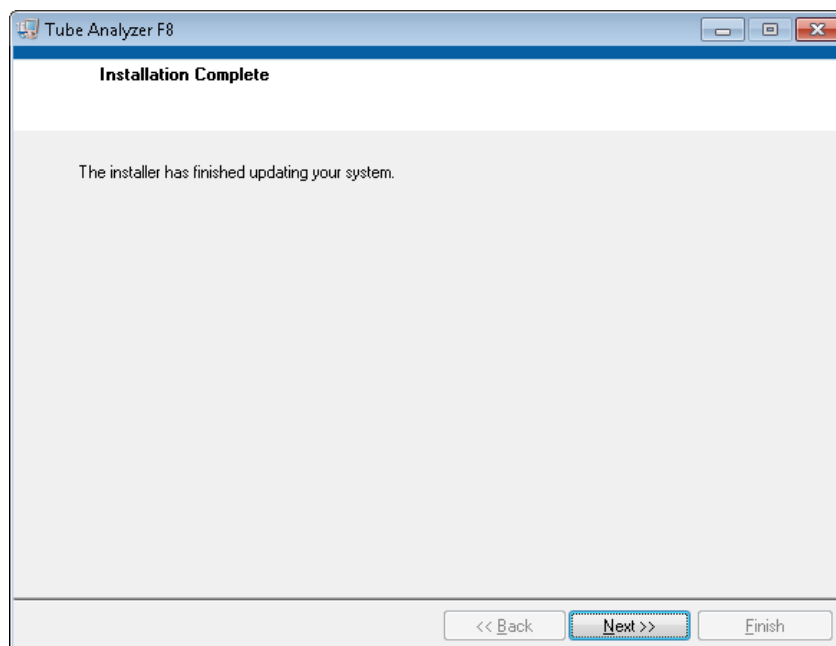 Tube Analyzer F8
Installation Complete
The installer has finished updating your system.
<< Back Next >> Finish